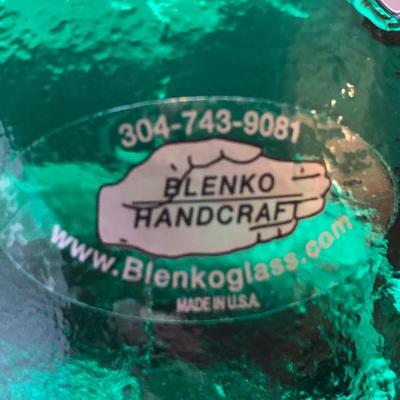 304-743-9081
BLENKO
HANDCRAFT
www.Blenkoglass.com
MADE IN U.S.A.